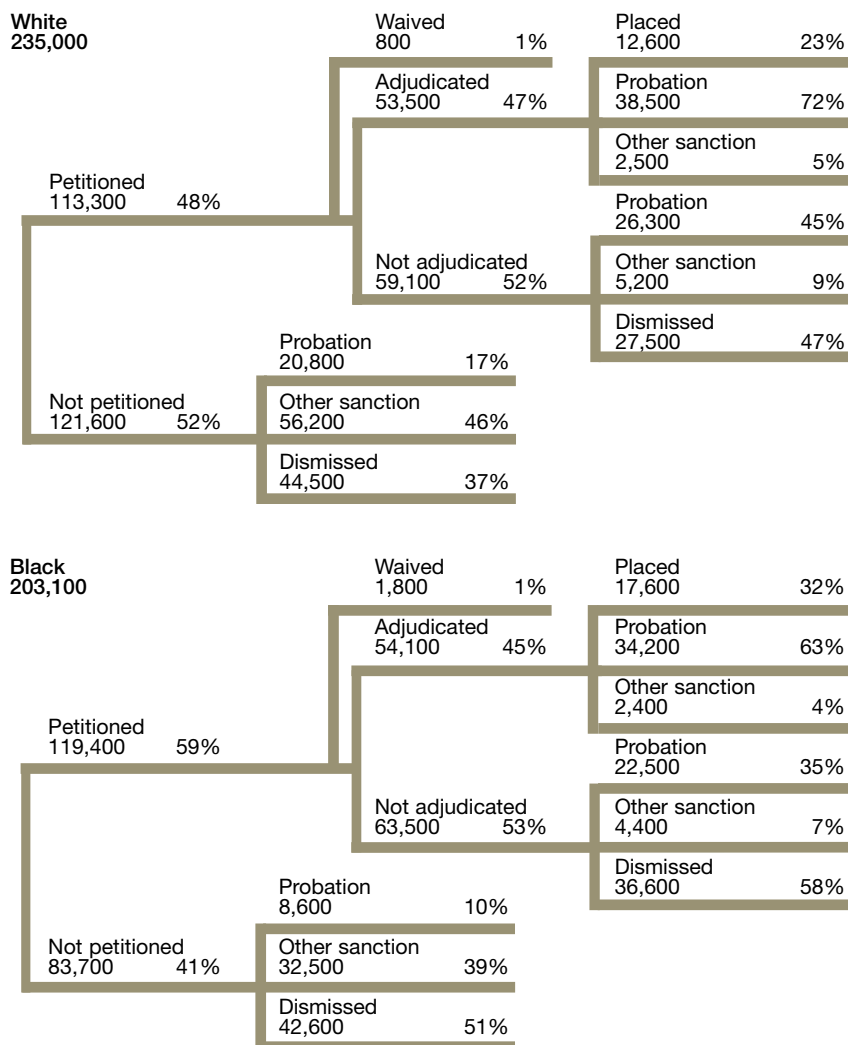 White
235,000
Waived
800 1%
Adjudicated
53,500 47%
Placed
12,600 23%
Probation
38,500 72%
Other sanction
2,500 5%
Petitioned
113,300 48%
Probation
26,300 45%
Not adjudicated
59,100 52%
Other sanction
5,200 9%
Dismissed
27,500 47%
Probation
20,800 17%
Not petitioned
121,600 52%
Other sanction
56,200 46%
Dismissed
44,500 37%
Black
203,100
Waived
1,800 1%
Adjudicated
54,100 45%
Placed
17,600 32%
Probation
34,200 63%
Other sanction
2,400 4%
Petitioned
119,400 59%
Probation
22,500 35%
Not adjudicated
63,500 53%
Other sanction
4,400 7%
Dismissed
36,600 58%
Probation
8,600 10%
Not petitioned
83,700 41%
Other sanction
32,500 39%
Dismissed
42,600 51%